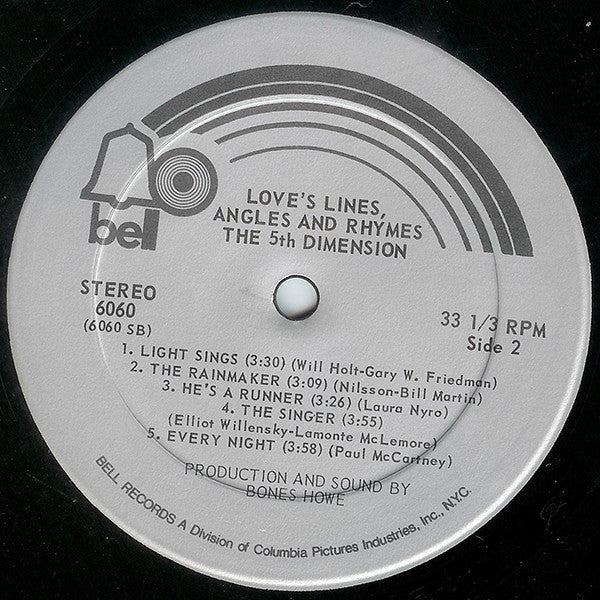 bell
LOVE'S LINES,
ANGLES AND RHYMES
THE 5th DIMENSION
STEREO
6060
(6060 SB)
33 1/3 RPM
Side 2
1. LIGHT SINGS (3:30) (Will Holt-Gary W. Friedman)
2. THE RAINMAKER (3:09) (Nilsson-Bill Martin)
3. HE'S A RUNNER (3:26) (Laura Nyro)
4. THE SINGER (3:55)
(Elliot Willensky-Lamonte McLemore)
5. EVERY NIGHT (3:58) (Paul McCartney)
PRODUCTION AND SOUND BY
BONES HOWE
BELL RECORDS A Division of Columbia Pictures Industries, Inc., N.Y.C.